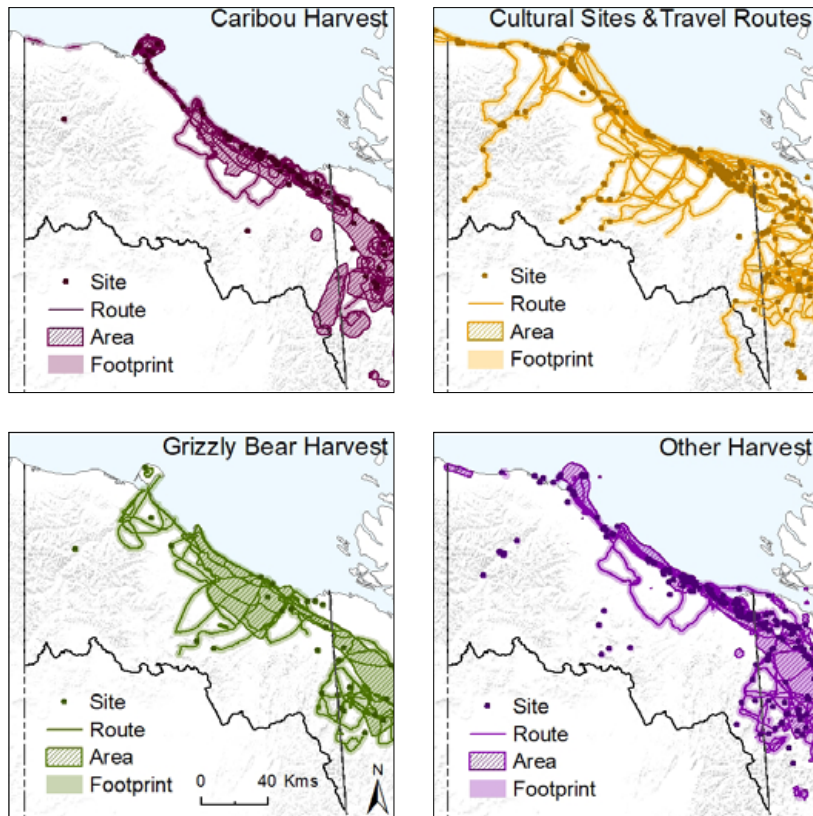 Caribou Harvest
Site
Route
Area
Footprint
Cultural Sites &Travel Routes
Site
Route
Area
Footprint
Grizzly Bear Harvest
Site
Route
Area
Footprint
0 40 Kms
N
Other Harvest
Site
Route
Area
Footprint